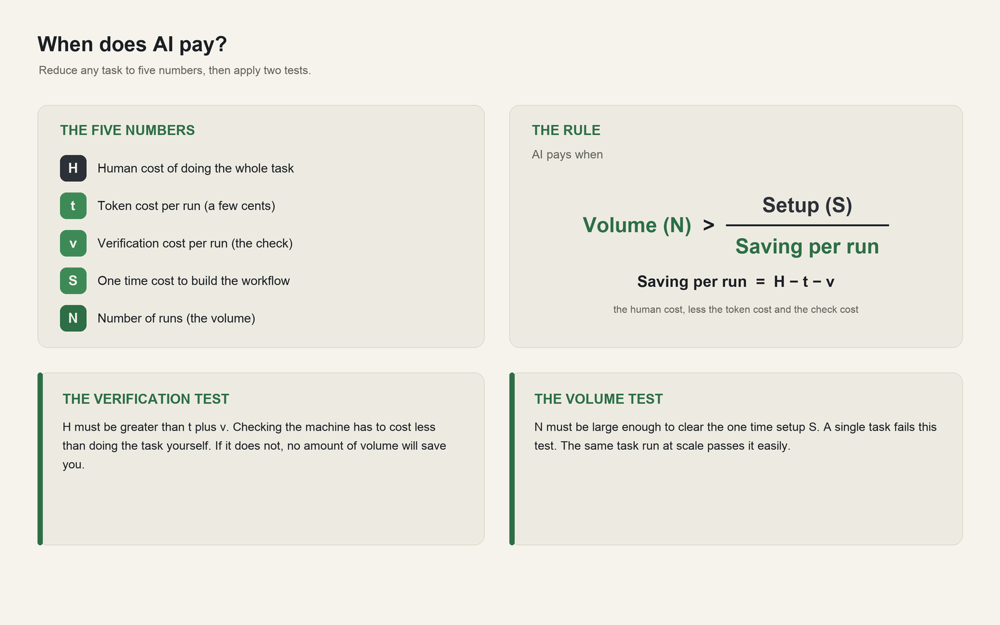 When does AI pay?
Reduce any task to five numbers, then apply two tests.
THE FIVE NUMBERS
H Human cost of doing the whole task
t Token cost per run (a few cents)
v Verification cost per run (the check)
S One time cost to build the workflow
N Number of runs (the volume)
THE RULE
AI pays when
Setup (S)
Volume (N) >
Saving per run
Saving per run = H − t − v
the human cost, less the token cost and the check cost
THE VERIFICATION TEST
H must be greater than t plus v. Checking the machine has to cost less
than doing the task yourself. If it does not, no amount of volume will save
you.
THE VOLUME TEST
N must be large enough to clear the one time setup S. A single task fails this
test. The same task run at scale passes it easily.